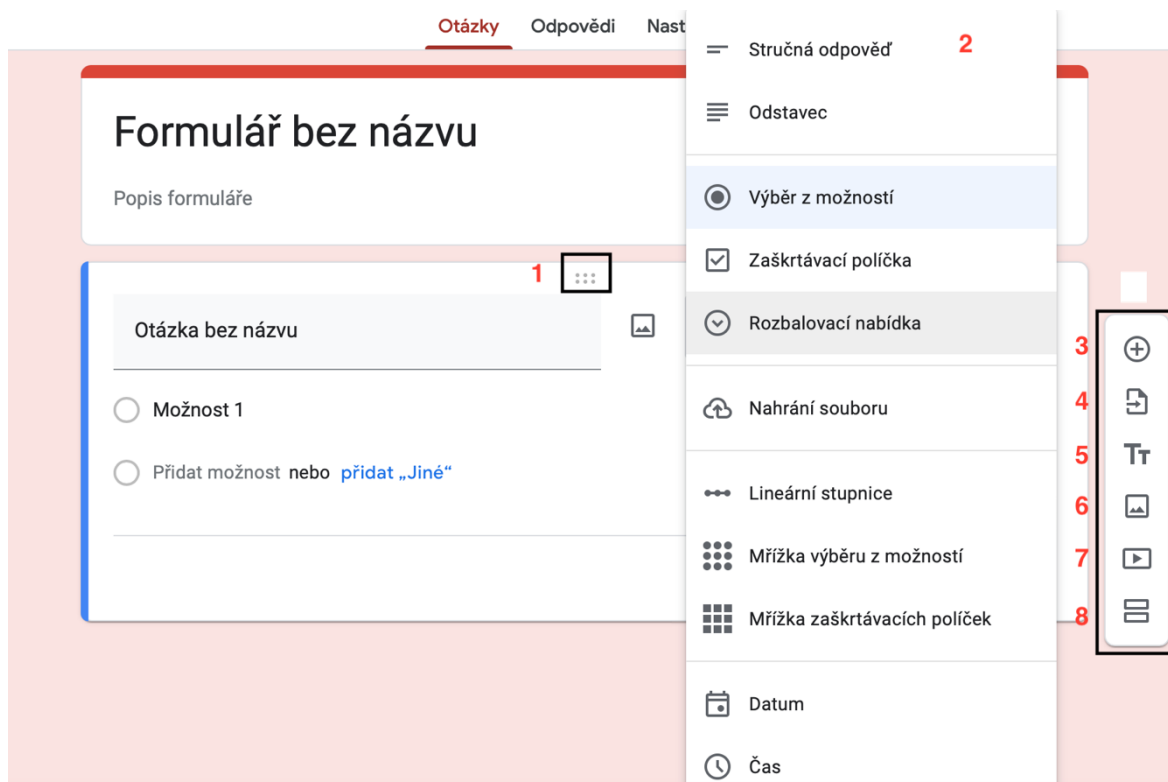 Otázky Odpovědi Nast
Stručná odpověď 2
Odstavec
Formulář bez názvu
Popis formuláře
Výběr z možností
Zaškrtávací políčka
Rozbalovací nabídka
1
Otázka bez názvu
Možnost 1
Přidat možnost nebo přidat „Jiné“
Nahrání souboru
Lineární stupnice
Mřížka výběru z možností
Mřížka zaškrtávacích políček
Datum
Čas
3
4
5 Tт
6
7
8